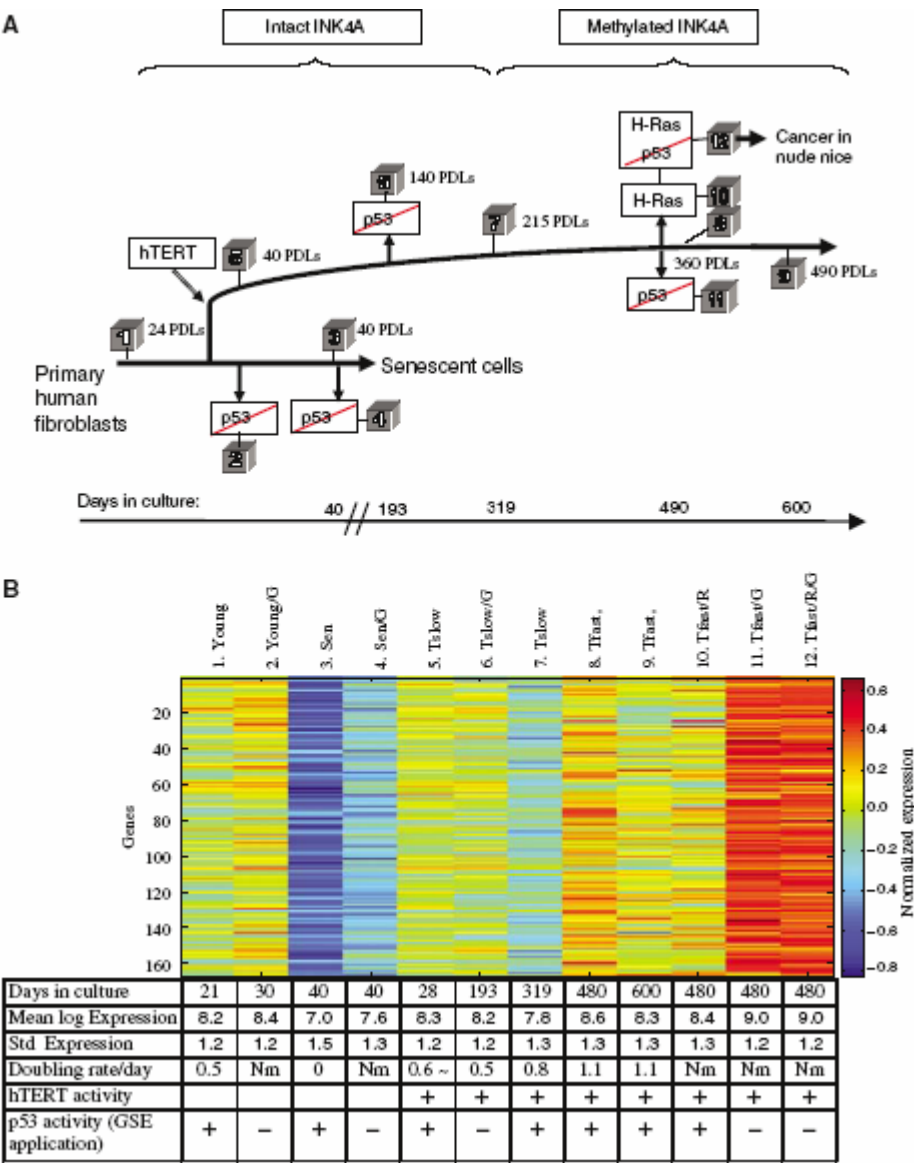 A
Intact INK4A
Methylated INK4A
H-Ras
p53
12
Cancer in
nude nice
140 PDLs
p53
H-Ras
10
7
215 PDLs
hTERT
40 PDLs
360 PDLs
490 PDLs
p53
11
1
24 PDLs
3
40 PDLs
Senescent cells
Primary
human
fibroblasts
p53
p53
4
2
Days in culture:
40
193
319
490
600
B
1. Young
2. Young/G
3. Sen
4. Sen/G
5. Tslow
6. Tslow/G
7. Tslow
8. Tfast,
9. Tfast,
10. Tfast/R
11. Tfast/G
12. Tfast/R/G
Genes
20
40
60
80
100
120
140
160
0.6
0.4
0.2
0.0
−0.2
−0.4
−0.6
−0.8
Normalized expression
Days in culture 21 30 40 40 28 193 319 480 600 480 480 480
Mean log Expression 8.2 8.4 7.0 7.6 8.3 8.2 7.8 8.6 8.3 8.4 9.0 9.0
Std Expression 1.2 1.2 1.5 1.3 1.2 1.2 1.3 1.3 1.3 1.3 1.2 1.2
Doubling rate/day 0.5 Nm 0 Nm 0.6 ~ 0.5 0.8 1.1 1.1 Nm Nm Nm
hTERT activity + + + + + + + +
p53 activity (GSE
application) + − + − + − + + + + − −